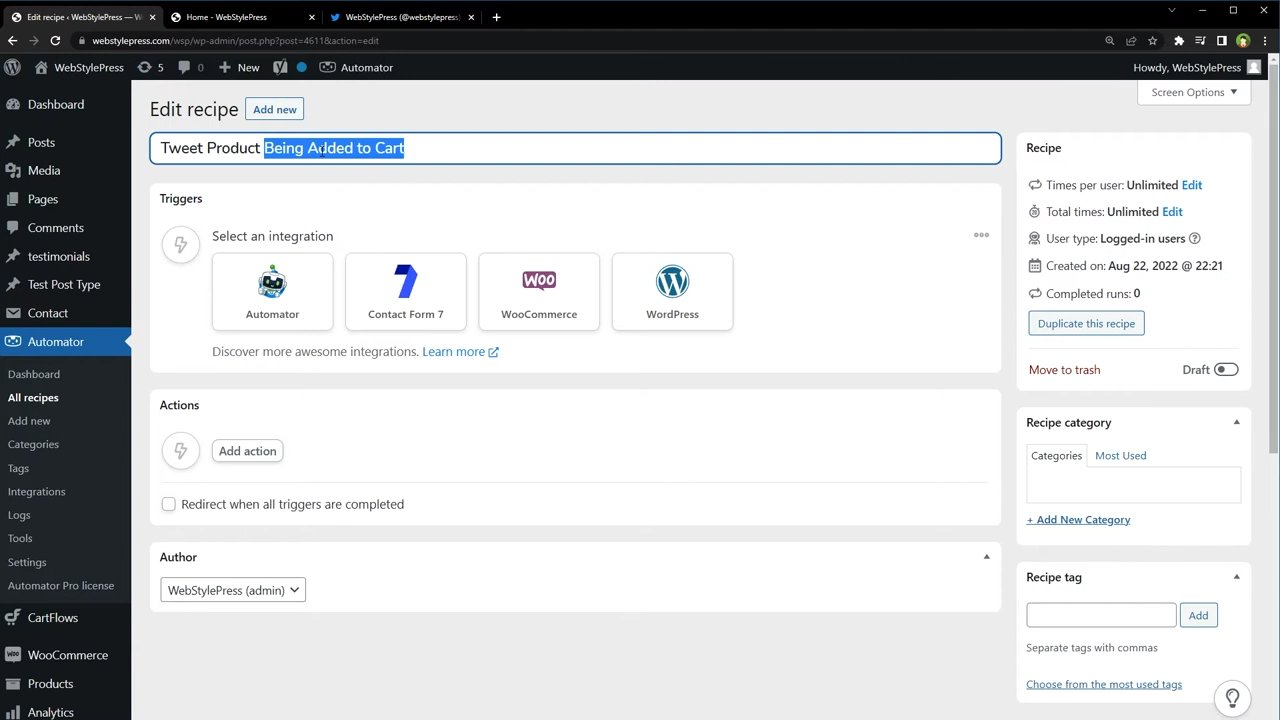 Edit recipe ‹ WebStylePress — W
Home - WebStylePress
WebStylePress (@webstylepress
webstylepress.com/wsp/wp-admin/post.php?post=4611&action=edit
WebStylePress
5
0
New
Automator
Howdy, WebStylePress
Dashboard
Posts
Media
Pages
Comments
testimonials
Test Post Type
Contact
Automator
Dashboard
All recipes
Add new
Categories
Tags
Integrations
Logs
Tools
Settings
Automator Pro license
CartFlows
WooCommerce
Products
Analytics
Screen Options
Edit recipe
Add new
Tweet Product Being Added to Cart
Triggers
Select an integration
Automator
Contact Form 7
WOO
WooCommerce
WordPress
Discover more awesome integrations. Learn more
Actions
Add action
Redirect when all triggers are completed
Author
WebStylePress (admin)
Recipe
Times per user: Unlimited Edit
Total times: Unlimited Edit
User type: Logged-in users
Created on: Aug 22, 2022 @ 22:21
Completed runs: 0
Duplicate this recipe
Move to trash
Draft
Recipe category
Categories
Most Used
+ Add New Category
Recipe tag
Add
Separate tags with commas
Choose from the most used tags